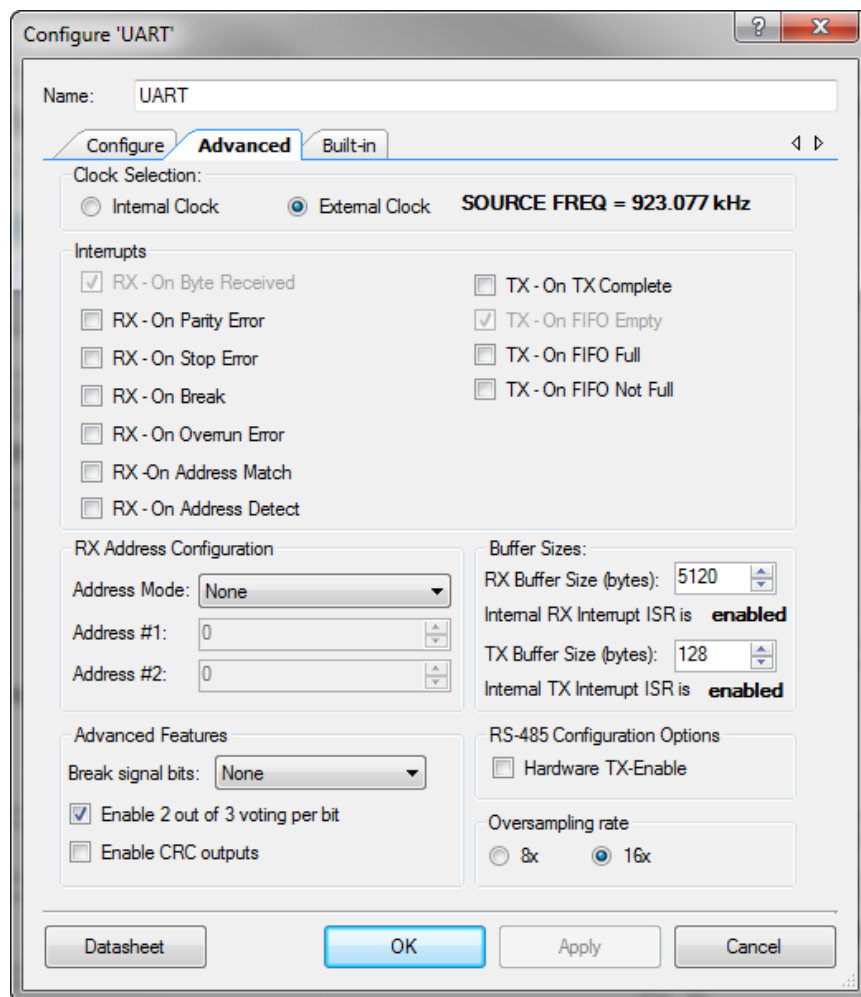 Configure 'UART'
Name: UART
Configure Advanced Built-in
Clock Selection:
Internal Clock External Clock SOURCE FREQ = 923.077 kHz
Interrupts
RX - On Byte Received
RX - On Parity Error
RX - On Stop Error
RX - On Break
RX - On Overrun Error
RX -On Address Match
RX - On Address Detect
TX - On TX Complete
TX - On FIFO Empty
TX - On FIFO Full
TX - On FIFO Not Full
RX Address Configuration
Address Mode: None
Address #1: 0
Address #2: 0
Buffer Sizes:
RX Buffer Size (bytes): 5120
Internal RX Interrupt ISR is enabled
TX Buffer Size (bytes): 128
Internal TX Interrupt ISR is enabled
Advanced Features
Break signal bits: None
Enable 2 out of 3 voting per bit
Enable CRC outputs
RS-485 Configuration Options
Hardware TX-Enable
Oversampling rate
8x 16x
Datasheet OK Apply Cancel